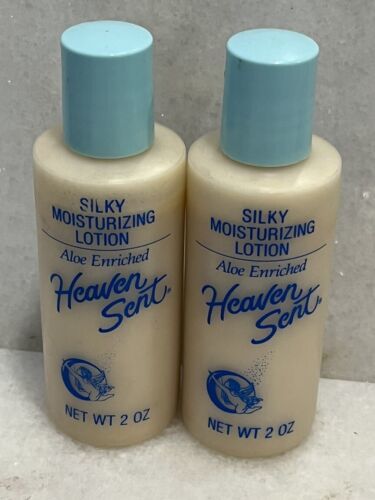 SILKY
MOISTURIZING
LOTION
Aloe Enriched
Heaven
Sent
NET WT 2 OZ
SILKY
MOISTURIZING
LOTION
Aloe Enriched
Heaven
Sent
NET WT 2 OZ